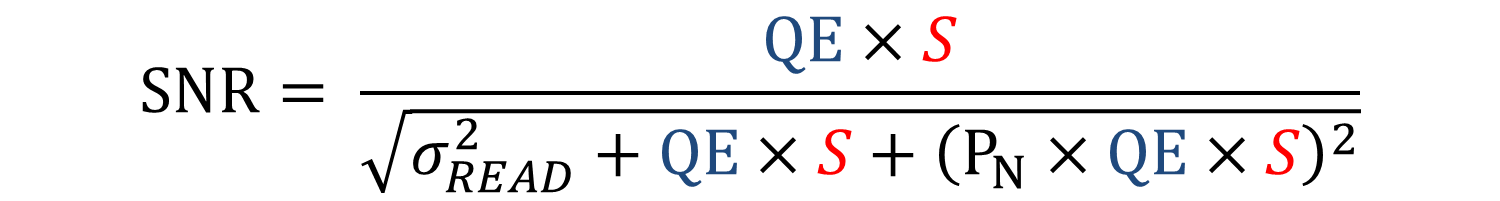 SNR = QE × S / √(σ²_READ + QE × S + (P_N × QE × S)²)